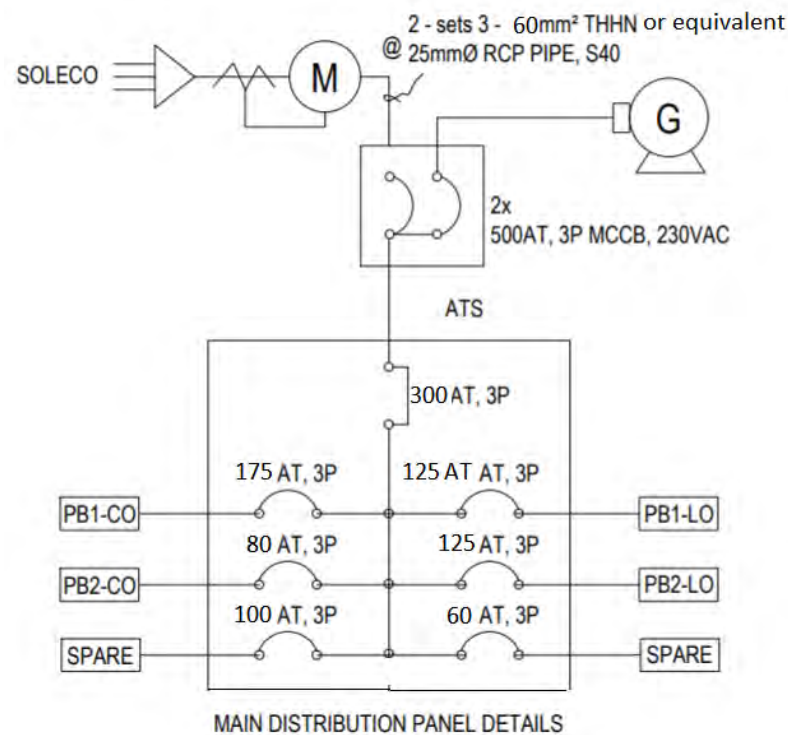 2 - sets 3 - 60mm² THHN or equivalent
@ 25mmØ RCP PIPE, S40
SOLECO
M
G
2x
500AT, 3P MCCB, 230VAC
ATS
300 AT, 3P
175 AT, 3P
125 AT AT, 3P
PB1-CO
PB1-LO
80 AT, 3P
125 AT, 3P
PB2-CO
PB2-LO
100 AT, 3P
60 AT, 3P
SPARE
SPARE
MAIN DISTRIBUTION PANEL DETAILS